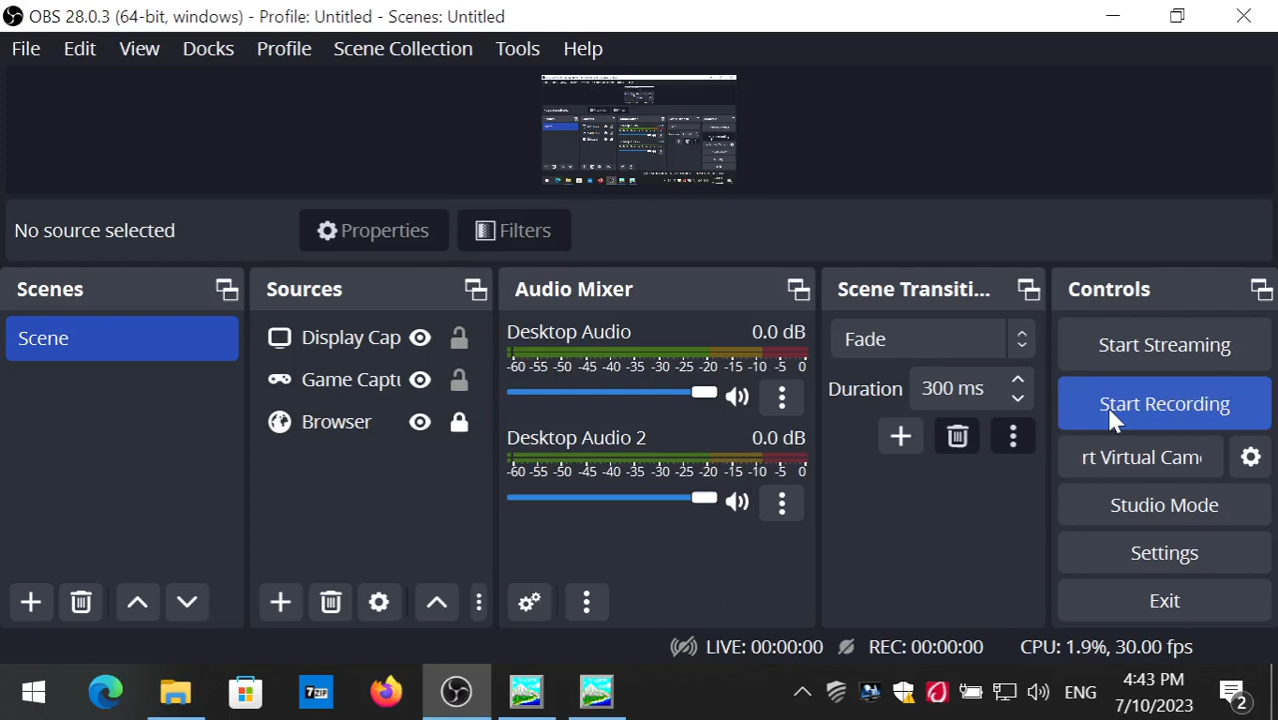 OBS 28.0.3 (64-bit, windows) - Profile: Untitled - Scenes: Untitled
File Edit View Docks Profile Scene Collection Tools Help
No source selected Properties Filters
Scenes Sources Audio Mixer Scene Transiti... Controls
Scene
Display Cap
Game Captu
Browser
Desktop Audio 0.0 dB
-60 -55 -50 -45 -40 -35 -30 -25 -20 -15 -10 -5 0
Desktop Audio 2 0.0 dB
-60 -55 -50 -45 -40 -35 -30 -25 -20 -15 -10 -5 0
Fade
Duration 300 ms
Start Streaming
Start Recording
rt Virtual Came
Studio Mode
Settings
Exit
LIVE: 00:00:00 REC: 00:00:00 CPU: 1.9%, 30.00 fps
7ZIP
ENG
4:43 PM
7/10/2023
2